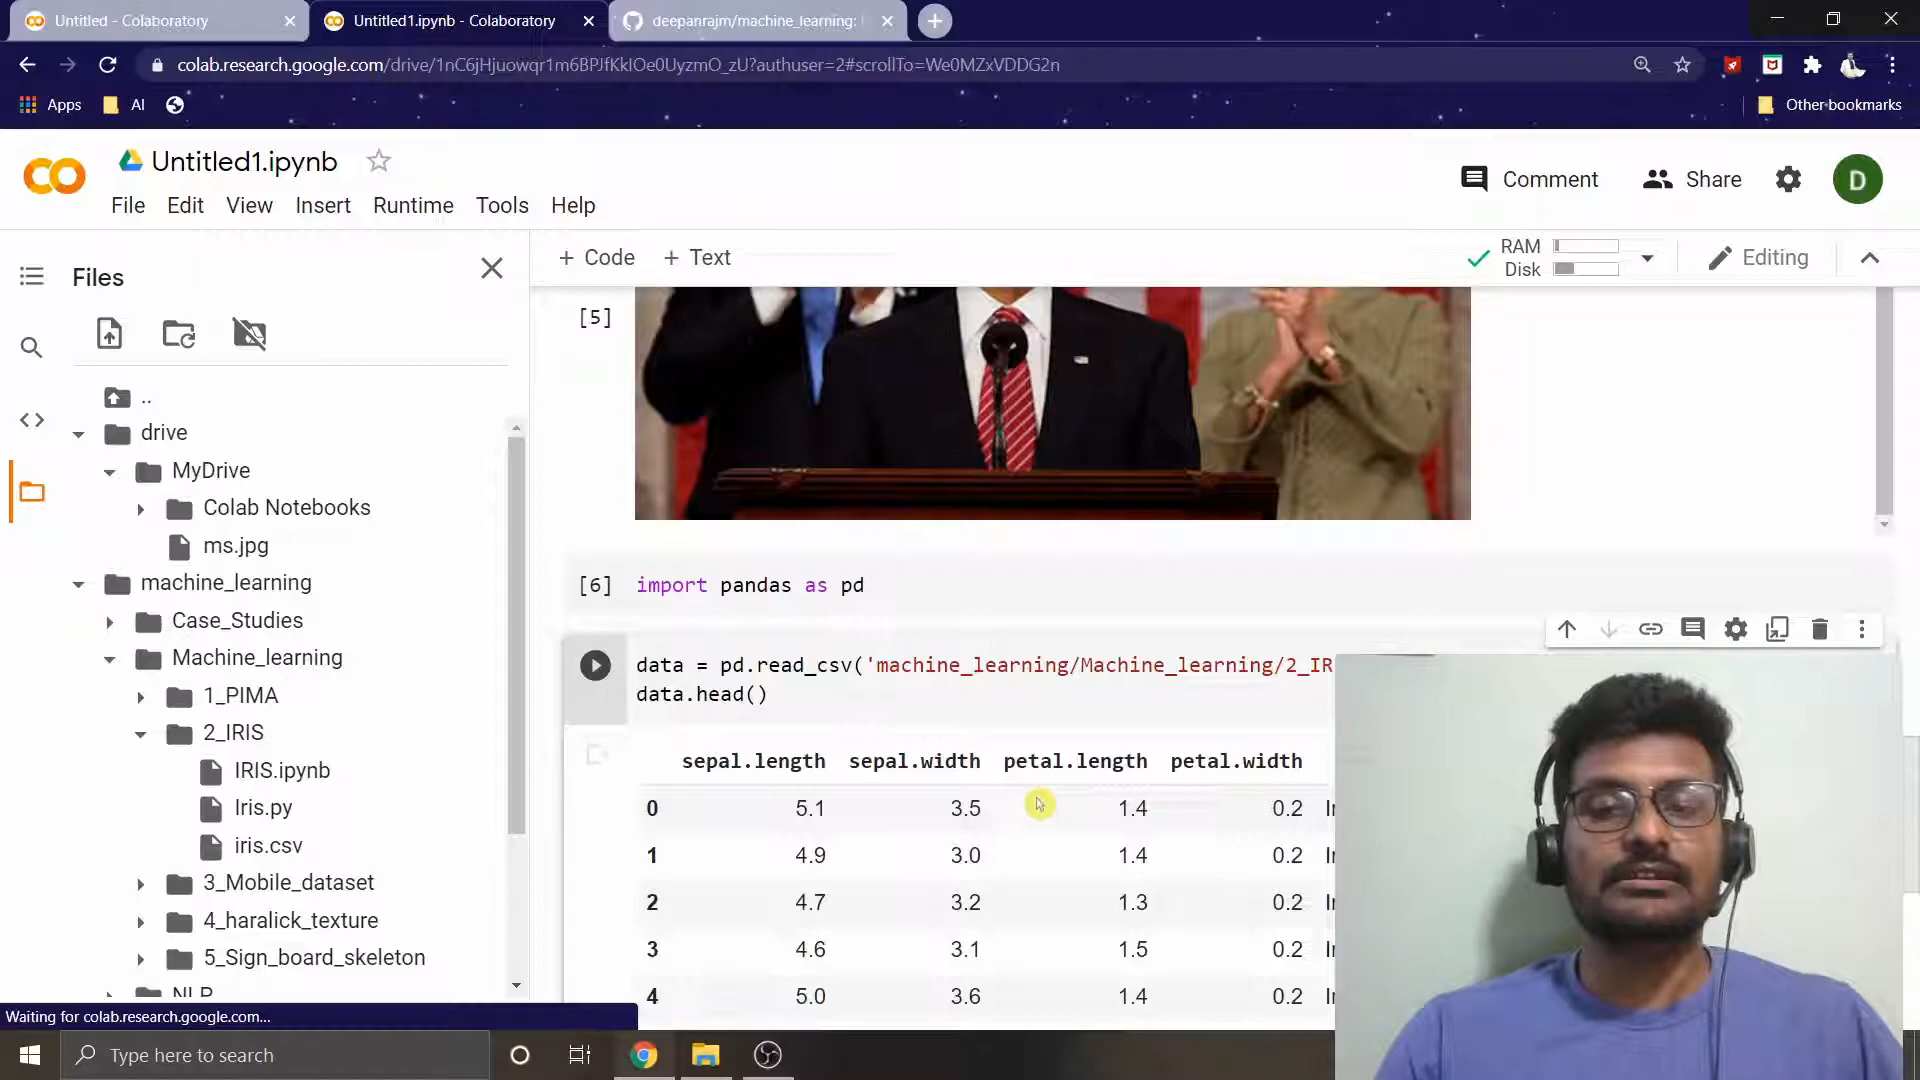 Untitled - Colaboratory
Untitled1.ipynb - Colaboratory
deepanrajm/machine_learning:
colab.research.google.com/drive/1nC6jHjuowqr1m6BPJfKkIOe0UyzmO_zU?authuser=2#scrollTo=We0MZxVDDG2n
Apps
AI
Other bookmarks
CO
Untitled1.ipynb
File Edit View Insert Runtime Tools Help
Comment
Share
D
Files
+ Code + Text
RAM
Disk
Editing
..
drive
MyDrive
Colab Notebooks
ms.jpg
machine_learning
Case_Studies
Machine_learning
1_PIMA
2_IRIS
IRIS.ipynb
Iris.py
iris.csv
3_Mobile_dataset
4_haralick_texture
5_Sign_board_skeleton
NLP
[5]
[6] import pandas as pd
data = pd.read_csv('machine_learning/Machine_learning/2_IR
data.head()
sepal.length sepal.width petal.length petal.width
0 5.1 3.5 1.4 0.2
1 4.9 3.0 1.4 0.2
2 4.7 3.2 1.3 0.2
3 4.6 3.1 1.5 0.2
4 5.0 3.6 1.4 0.2
Waiting for colab.research.google.com...
Type here to search